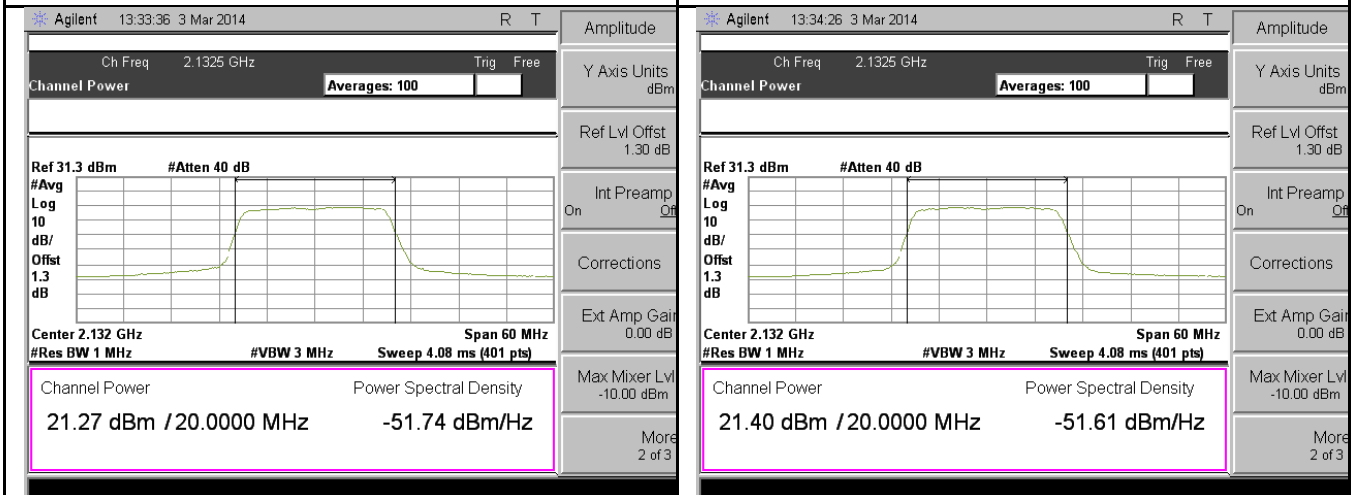 Agilent 13:33:36 3 Mar 2014 R T
Ch Freq 2.1325 GHz Trig Free
Channel Power Averages: 100
Ref 31.3 dBm #Atten 40 dB
#Avg
Log
10
dB/
Offst
1.3
dB
Center 2.132 GHz Span 60 MHz
#Res BW 1 MHz #VBW 3 MHz Sweep 4.08 ms (401 pts)
Channel Power Power Spectral Density
21.27 dBm / 20.0000 MHz -51.74 dBm/Hz
Amplitude
Y Axis Units
dBm
Ref Lvl Offst
1.30 dB
Int Preamp
On Off
Corrections
Ext Amp Gain
0.00 dB
Max Mixer Lvl
-10.00 dBm
More
2 of 3
Agilent 13:34:26 3 Mar 2014 R T
Ch Freq 2.1325 GHz Trig Free
Channel Power Averages: 100
Ref 31.3 dBm #Atten 40 dB
#Avg
Log
10
dB/
Offst
1.3
dB
Center 2.132 GHz Span 60 MHz
#Res BW 1 MHz #VBW 3 MHz Sweep 4.08 ms (401 pts)
Channel Power Power Spectral Density
21.40 dBm / 20.0000 MHz -51.61 dBm/Hz
Amplitude
Y Axis Units
dBm
Ref Lvl Offst
1.30 dB
Int Preamp
On Off
Corrections
Ext Amp Gain
0.00 dB
Max Mixer Lvl
-10.00 dBm
More
2 of 3